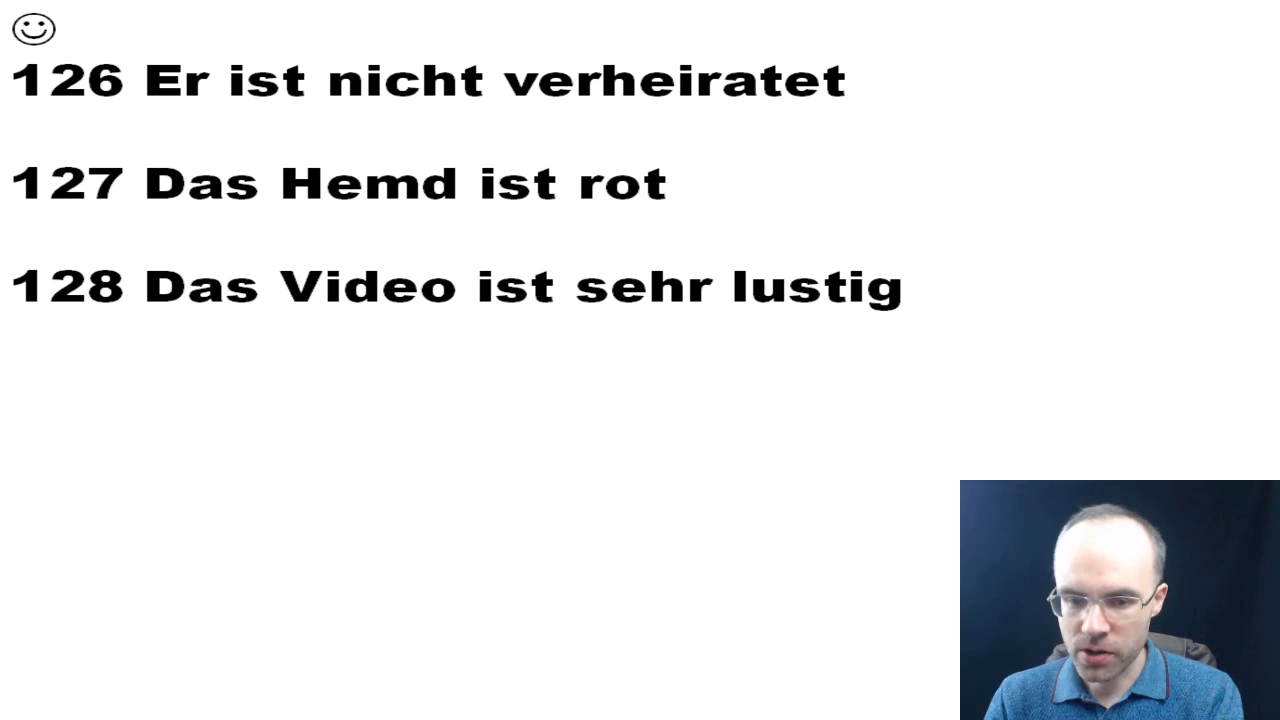 126 Er ist nicht verheiratet
127 Das Hemd ist rot
128 Das Video ist sehr lustig